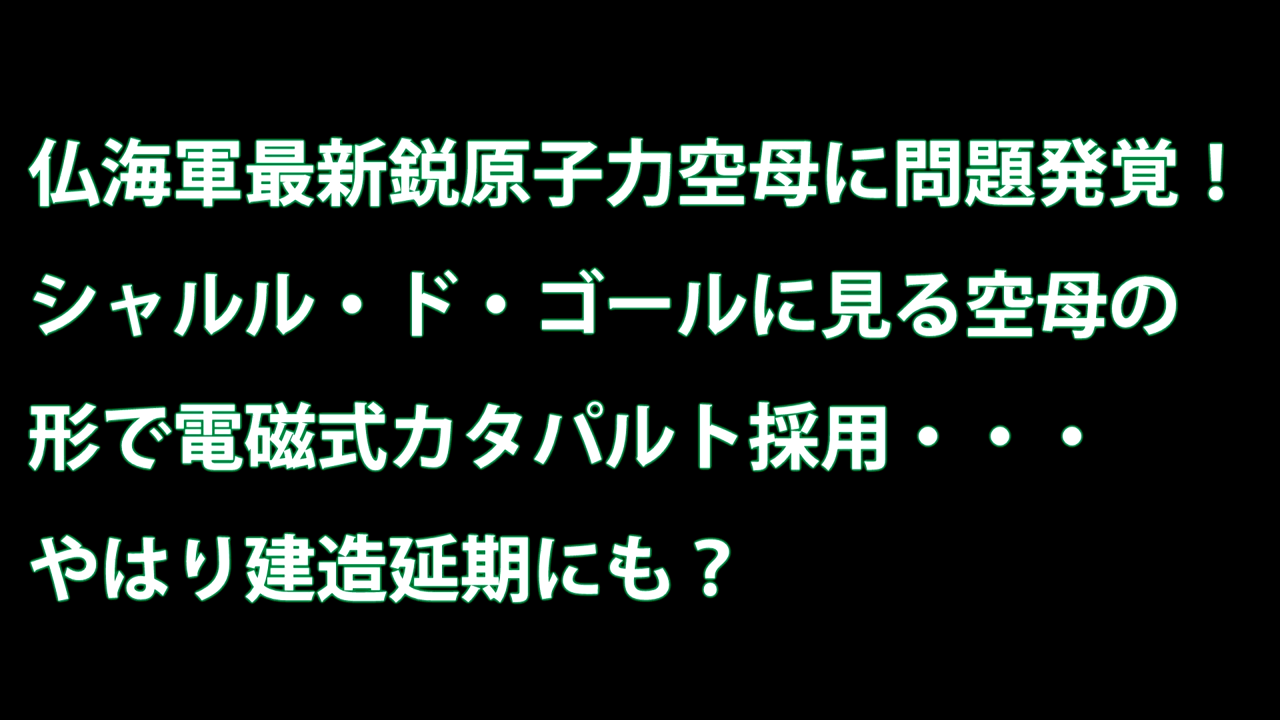 仏海軍最新鋭原子力空母に問題発覚！
シャルル・ド・ゴールに見る空母の
形で電磁式カタパルト採用・・・
やはり建造延期にも？